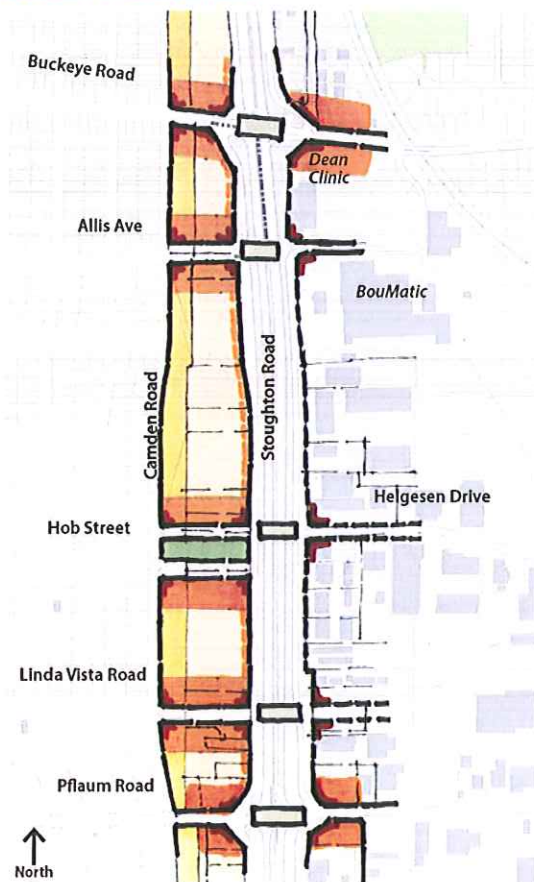 Buckeye Road
Dean
Clinic
Allis Ave
BouMatic
Camden Road
Stoughton Road
Helgesen Drive
Hob Street
Linda Vista Road
Pflaum Road
North